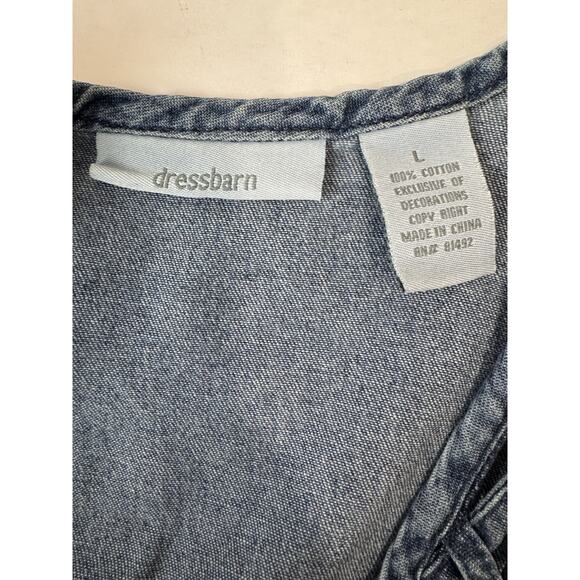 dressbarn
L
100% COTTON
EXCLUSIVE OF
DECORATIONS
COPY RIGHT
MADE IN CHINA
RN# 81492